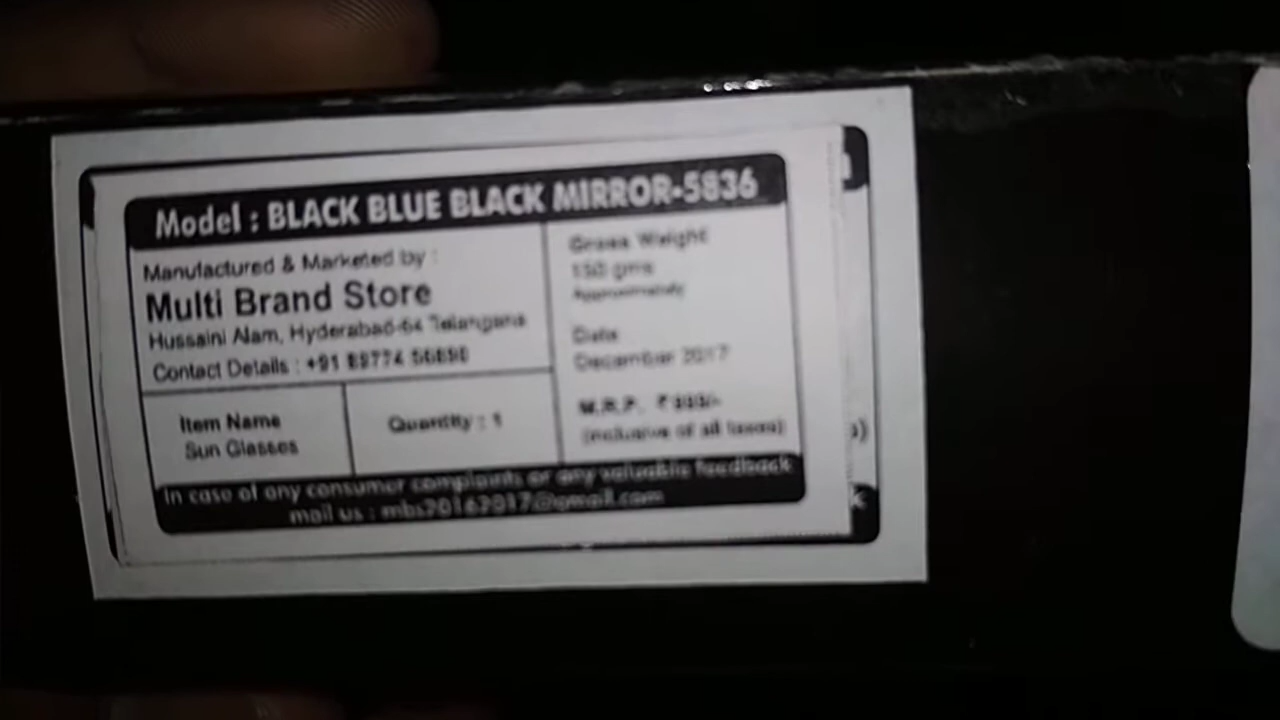 Model : BLACK BLUE BLACK MIRROR-5836
Manufactured & Marketed by :
Multi Brand Store
Hussaini Alam, Hyderabad-64 Telangana
Contact Details : +91
Item Name
Sun Glasses
Quantity : 1
Gross Weight
150 gms
Approximately
Date
December 2017
M.R.P.
(inclusive of all taxes)
In case of any consumer complaints or any valuable feedback
mail us : mbs20162017@gmail.com